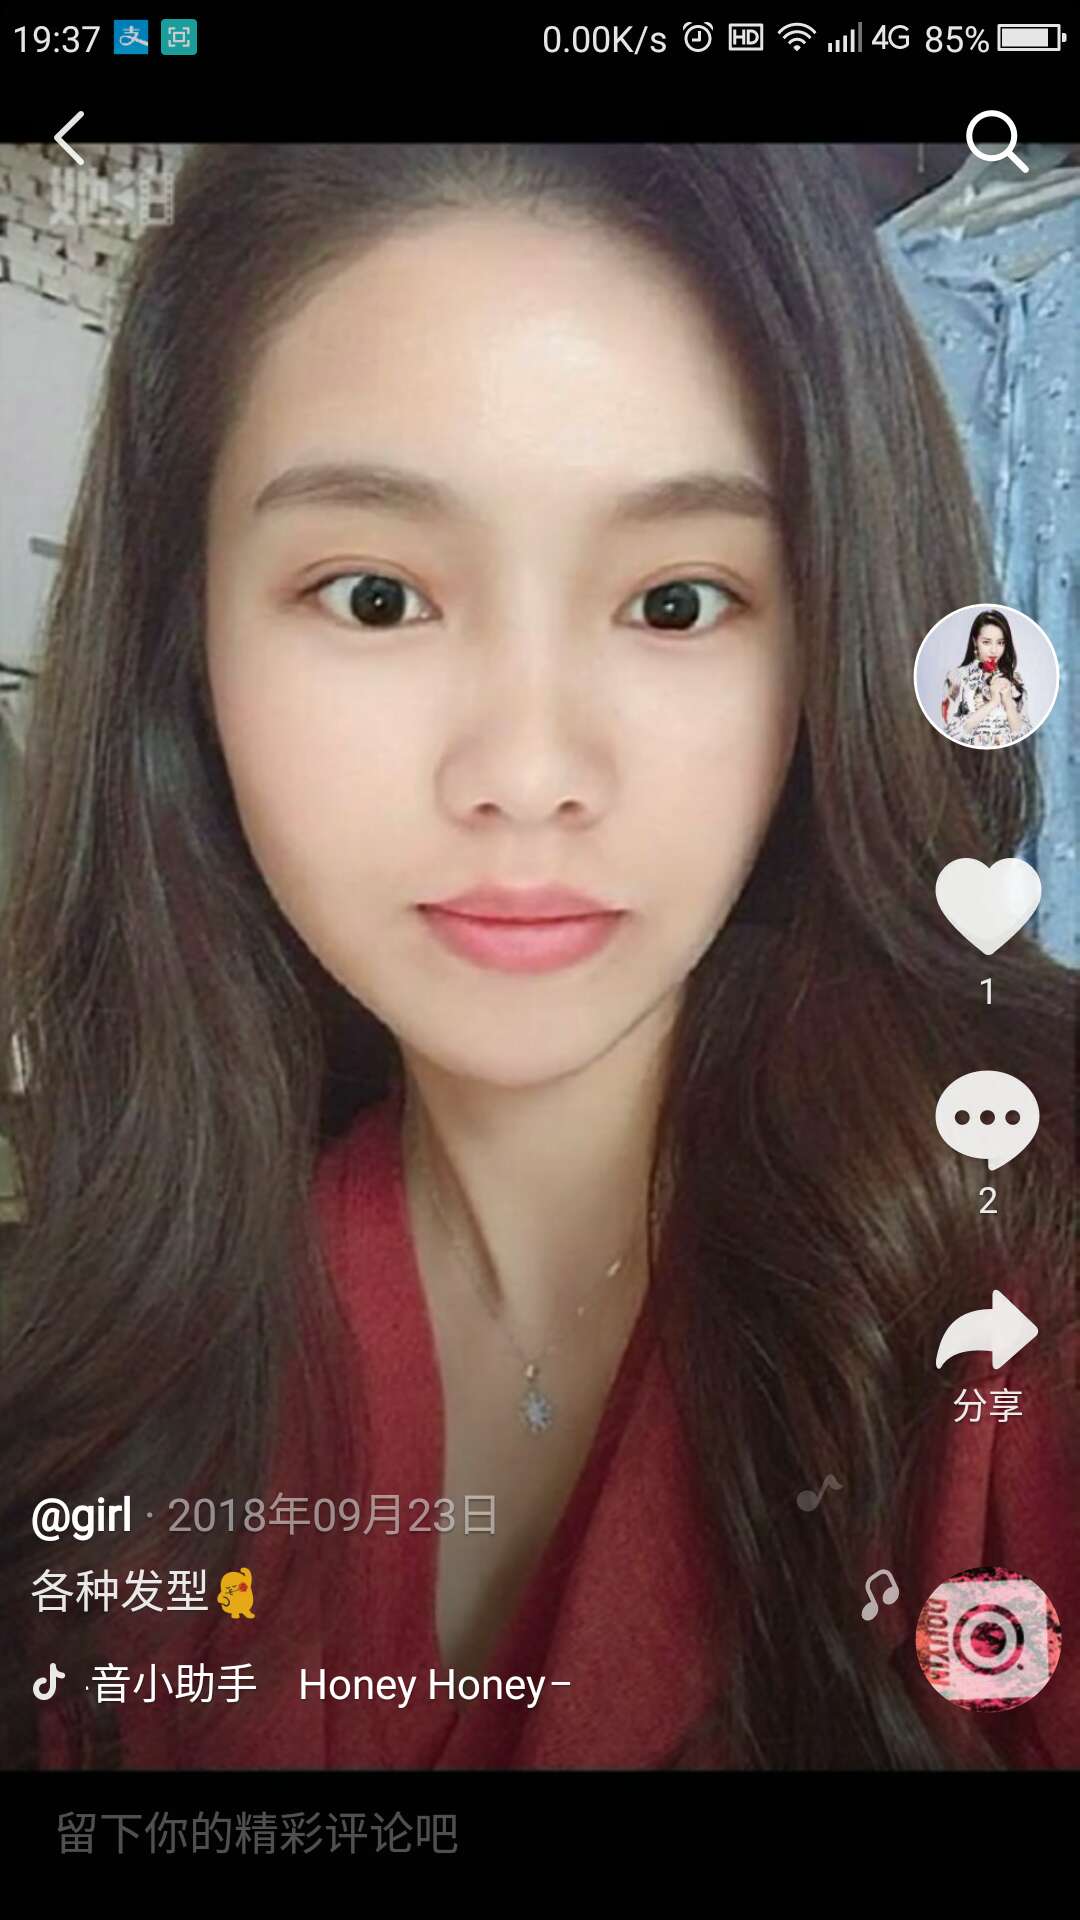 19:37 支 0.00K/s HD 4G 85%
1
2
分享
@girl · 2018年09月23日
各种发型
音小助手 Honey Honey-
留下你的精彩评论吧